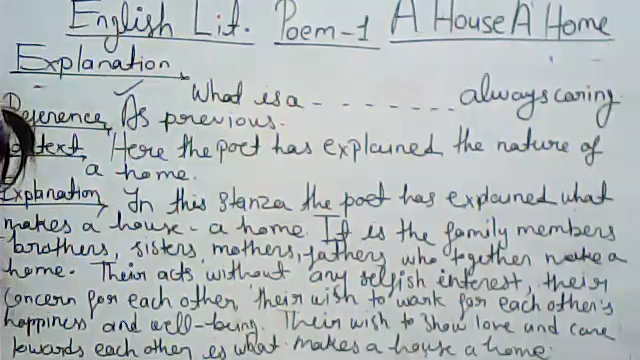 English Lit. Poem-1 A House A Home
Explanation
What is a - - - - - - - always caring.
Reference, As previous.
Context, Here the poet has explained the nature of
a home.
Explanation, In this stanza the poet has explained what
makes a house - a home. It is the family members
brothers, sisters, mothers, fathers who together make a
home. Their acts without any selfish interest, their
concern for each other their wish to work for each other's
happiness and well-being. Their wish to show love and care
towards each other is what makes a house a home.